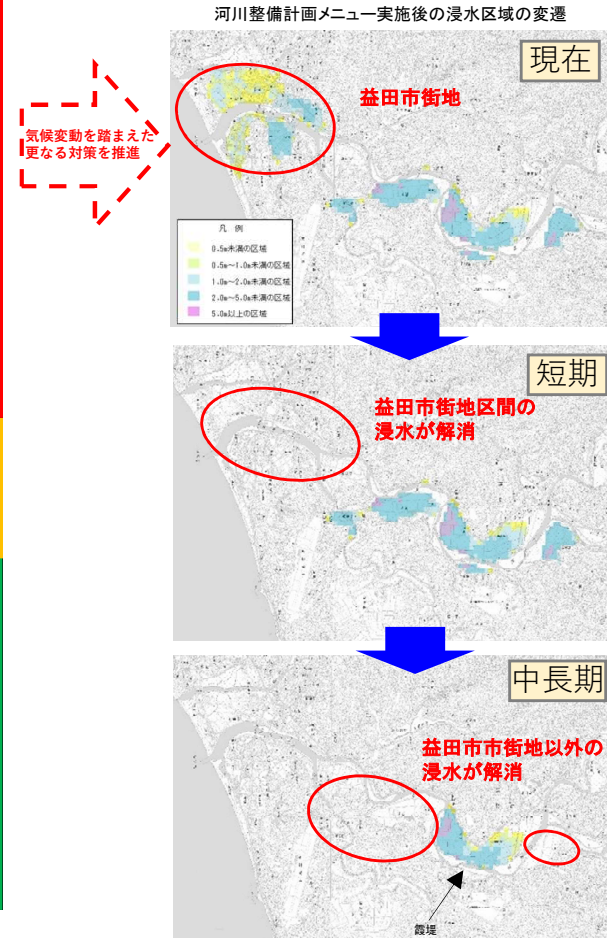 河川整備計画メニュー実施後の浸水区域の変遷
現在
益田市街地
気候変動を踏まえた
更なる対策を推進
凡 例
0.5m未満の区域
0.5m～1.0m未満の区域
1.0m～2.0m未満の区域
2.0m～5.0m未満の区域
5.0m以上の区域
短期
益田市街地区間の
浸水が解消
中長期
益田市市街地以外の
浸水が解消
霞堤